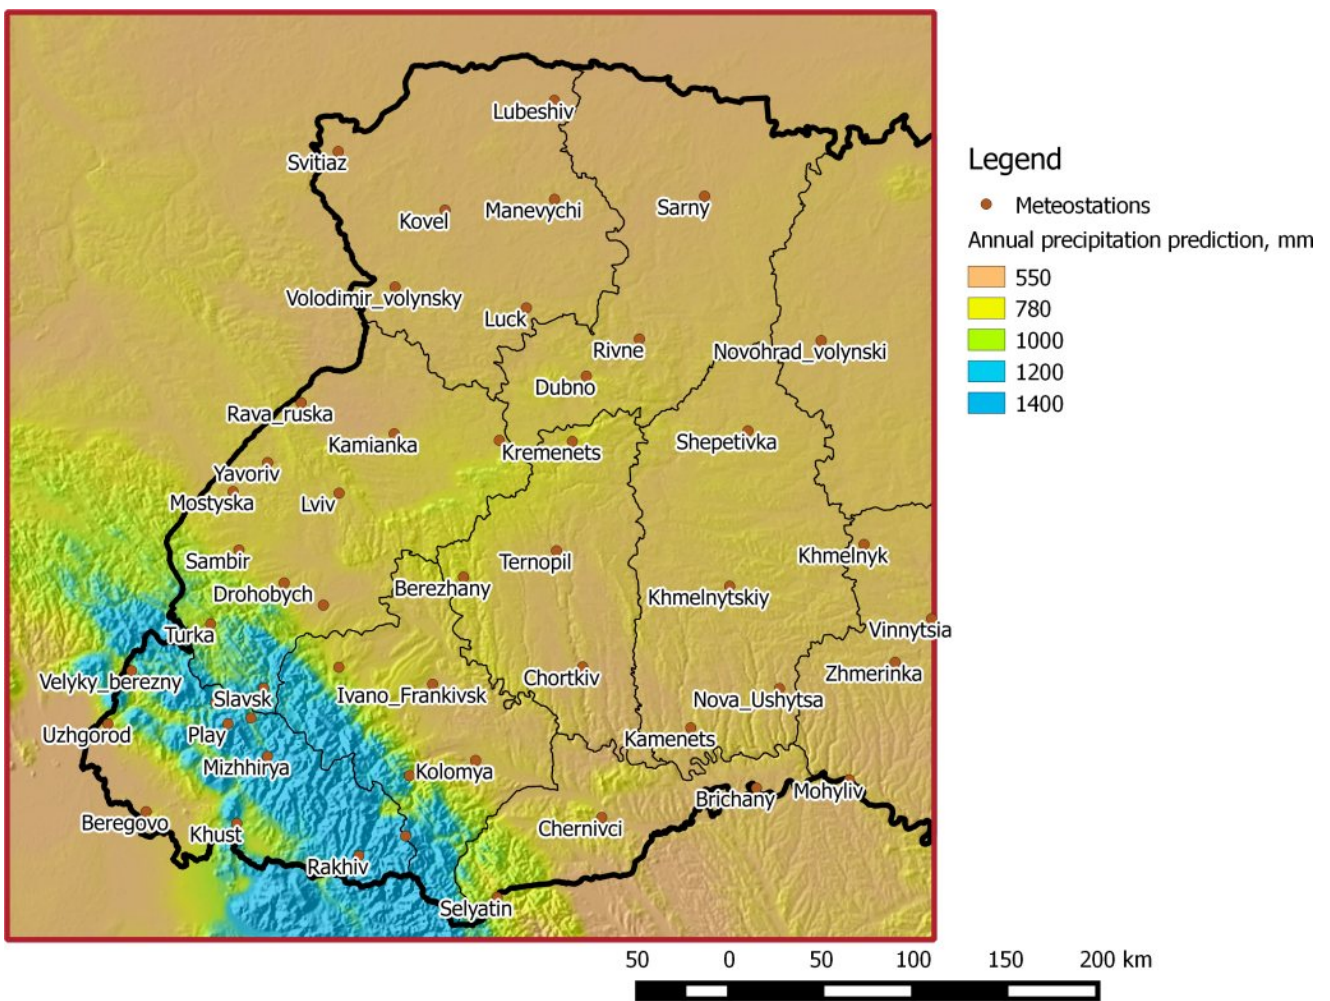 Lubeshiv
Svitiaz
Kovel
Manevychi
Sarny
Volodimir_volynsky
Luck
Rivne
Novohrad_volynski
Dubno
Rava_ruska
Kamianka
Kremenets
Shepetivka
Yavoriv
Mostyska
Lviv
Sambir
Ternopil
Khmelnyk
Drohobych
Berezhany
Khmelnytskiy
Turka
Vinnytsia
Velyky_berezny
Slavsk
Ivano_Frankivsk
Chortkiv
Nova_Ushytsa
Zhmerinka
Uzhgorod
Play
Kamenets
Mizhhirya
Kolomya
Brichany
Mohyliv
Beregovo
Khust
Chernivci
Rakhiv
Selyatin
Legend
Meteostations
Annual precipitation prediction, mm
550
780
1000
1200
1400
50 0 50 100 150 200 km